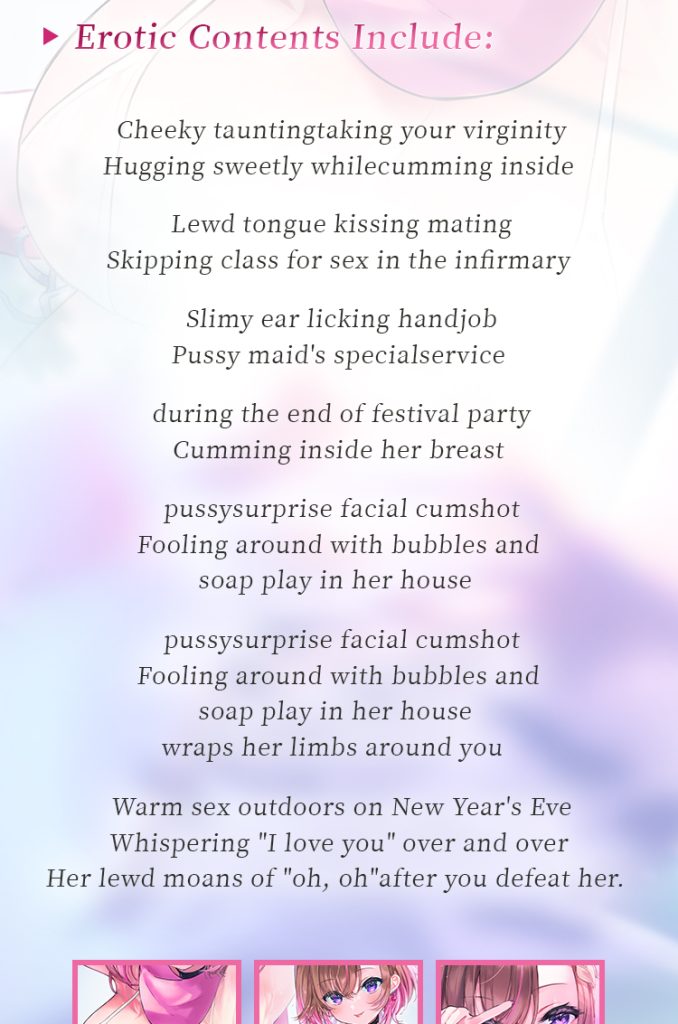 Erotic Contents Include:
Cheeky tauntingtaking your virginity
Hugging sweetly whilecumming inside
Lewd tongue kissing mating
Skipping class for sex in the infirmary
Slimy ear licking handjob
Pussy maid's specialservice
during the end of festival party
Cumming inside her breast
pussysurprise facial cumshot
Fooling around with bubbles and
soap play in her house
pussysurprise facial cumshot
Fooling around with bubbles and
soap play in her house
wraps her limbs around you
Warm sex outdoors on New Year's Eve
Whispering "I love you" over and over
Her lewd moans of "oh, oh"after you defeat her.